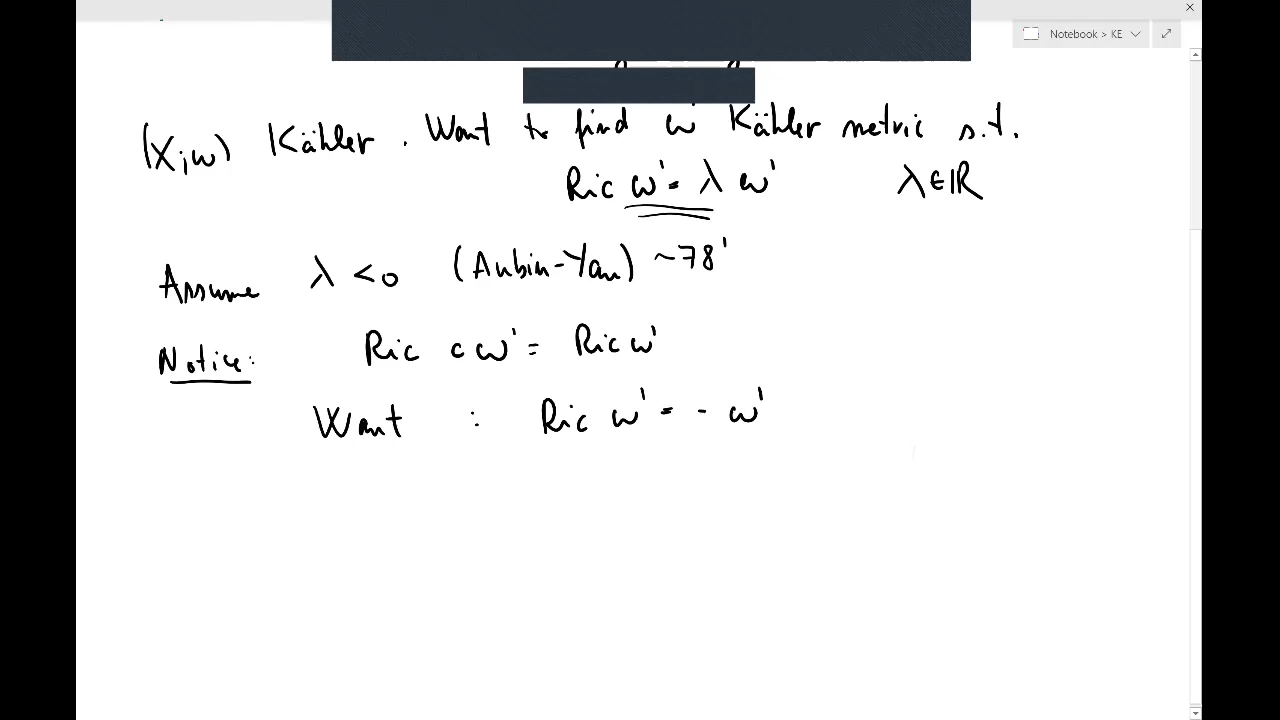 Notebook > KE
(X, ω) Kähler. Want to find ω' Kähler metric s.t.
Ric ω' = λ ω' λ ∈ ℝ
Assume λ < 0 (Aubin-Yau) ~78'
Notice: Ric c ω' = Ric ω'
Want : Ric ω' = - ω'